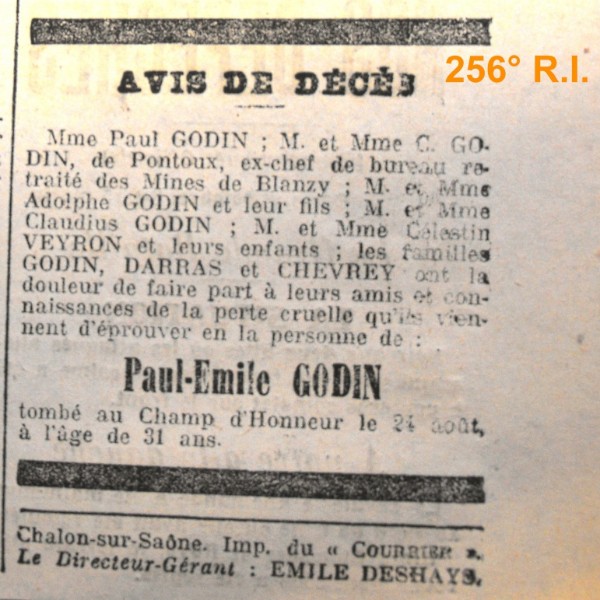 AVIS DE DÉCÈS
256° R.I.
Mme Paul GODIN ; M. et Mme C. GO-
DIN, de Pontoux, ex-chef de bureau re-
traité des Mines de Blanzy ; M. et Mme
Adolphe GODIN et leur fils ; M. et Mme
Claudius GODIN ; M. et Mme Célestin
VEYRON et leurs enfants ; les familles
GODIN, DARRAS et CHEVREY ont la
douleur de faire part à leurs amis et con-
naissances de la perte cruelle qu'ils vien-
nent d'éprouver en la personne de :
Paul-Emile GODIN
tombé au Champ d'Honneur le 24 août,
à l'âge de 31 ans.
Chalon-sur-Saône. Imp. du « COURRIER ».
Le Directeur-Gérant : EMILE DESHAYS.